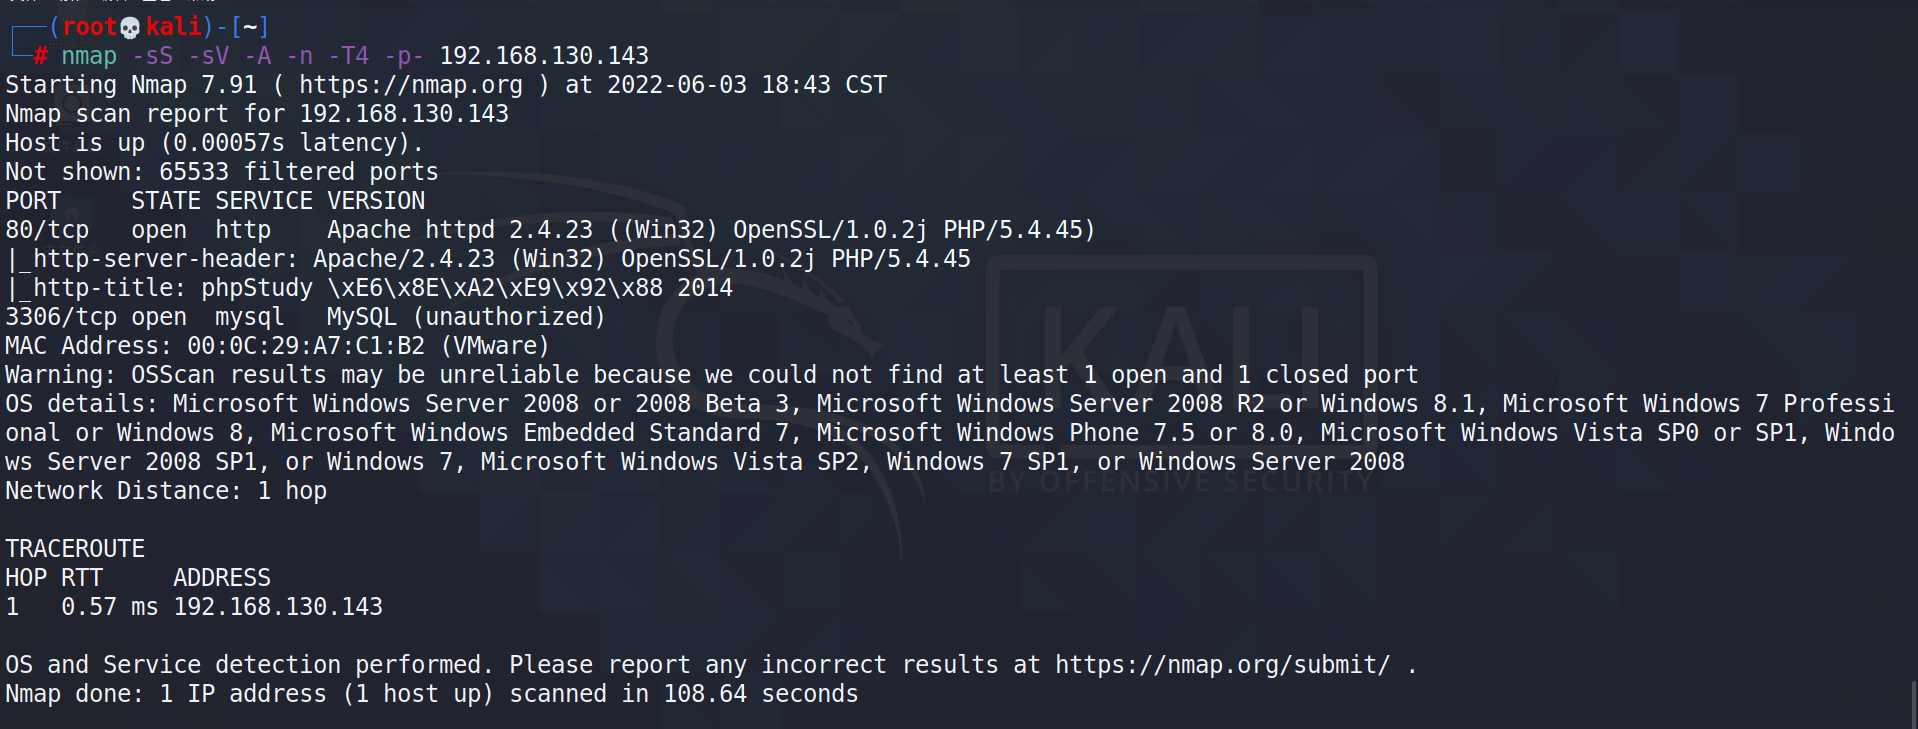 (root💀kali)-[~]
# nmap -sS -sV -A -n -T4 -p- 192.168.130.143
Starting Nmap 7.91 ( https://nmap.org ) at 2022-06-03 18:43 CST
Nmap scan report for 192.168.130.143
Host is up (0.00057s latency).
Not shown: 65533 filtered ports
PORT     STATE SERVICE VERSION
80/tcp   open  http    Apache httpd 2.4.23 ((Win32) OpenSSL/1.0.2j PHP/5.4.45)
|_http-server-header: Apache/2.4.23 (Win32) OpenSSL/1.0.2j PHP/5.4.45
|_http-title: phpStudy \xE6\x8E\xA2\xE9\x92\x88 2014
3306/tcp open  mysql   MySQL (unauthorized)
MAC Address: 00:0C:29:A7:C1:B2 (VMware)
Warning: OSScan results may be unreliable because we could not find at least 1 open and 1 closed port
OS details: Microsoft Windows Server 2008 or 2008 Beta 3, Microsoft Windows Server 2008 R2 or Windows 8.1, Microsoft Windows 7 Professi
onal or Windows 8, Microsoft Windows Embedded Standard 7, Microsoft Windows Phone 7.5 or 8.0, Microsoft Windows Vista SP0 or SP1, Windo
ws Server 2008 SP1, or Windows 7, Microsoft Windows Vista SP2, Windows 7 SP1, or Windows Server 2008
Network Distance: 1 hop
TRACEROUTE
HOP RTT     ADDRESS
1   0.57 ms 192.168.130.143
OS and Service detection performed. Please report any incorrect results at https://nmap.org/submit/ .
Nmap done: 1 IP address (1 host up) scanned in 108.64 seconds
KALI
BY OFFENSIVE SECURITY